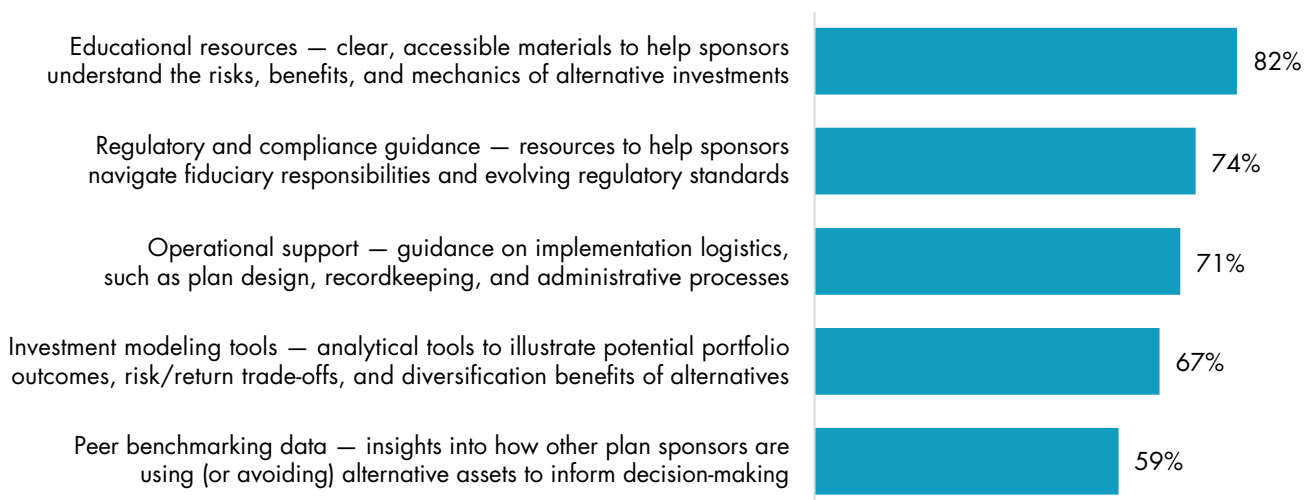 Educational resources — clear, accessible materials to help sponsors
understand the risks, benefits, and mechanics of alternative investments
82%
Regulatory and compliance guidance — resources to help sponsors
navigate fiduciary responsibilities and evolving regulatory standards
74%
Operational support — guidance on implementation logistics,
such as plan design, recordkeeping, and administrative processes
71%
Investment modeling tools — analytical tools to illustrate potential portfolio
outcomes, risk/return trade-offs, and diversification benefits of alternatives
67%
Peer benchmarking data — insights into how other plan sponsors are
using (or avoiding) alternative assets to inform decision-making
59%